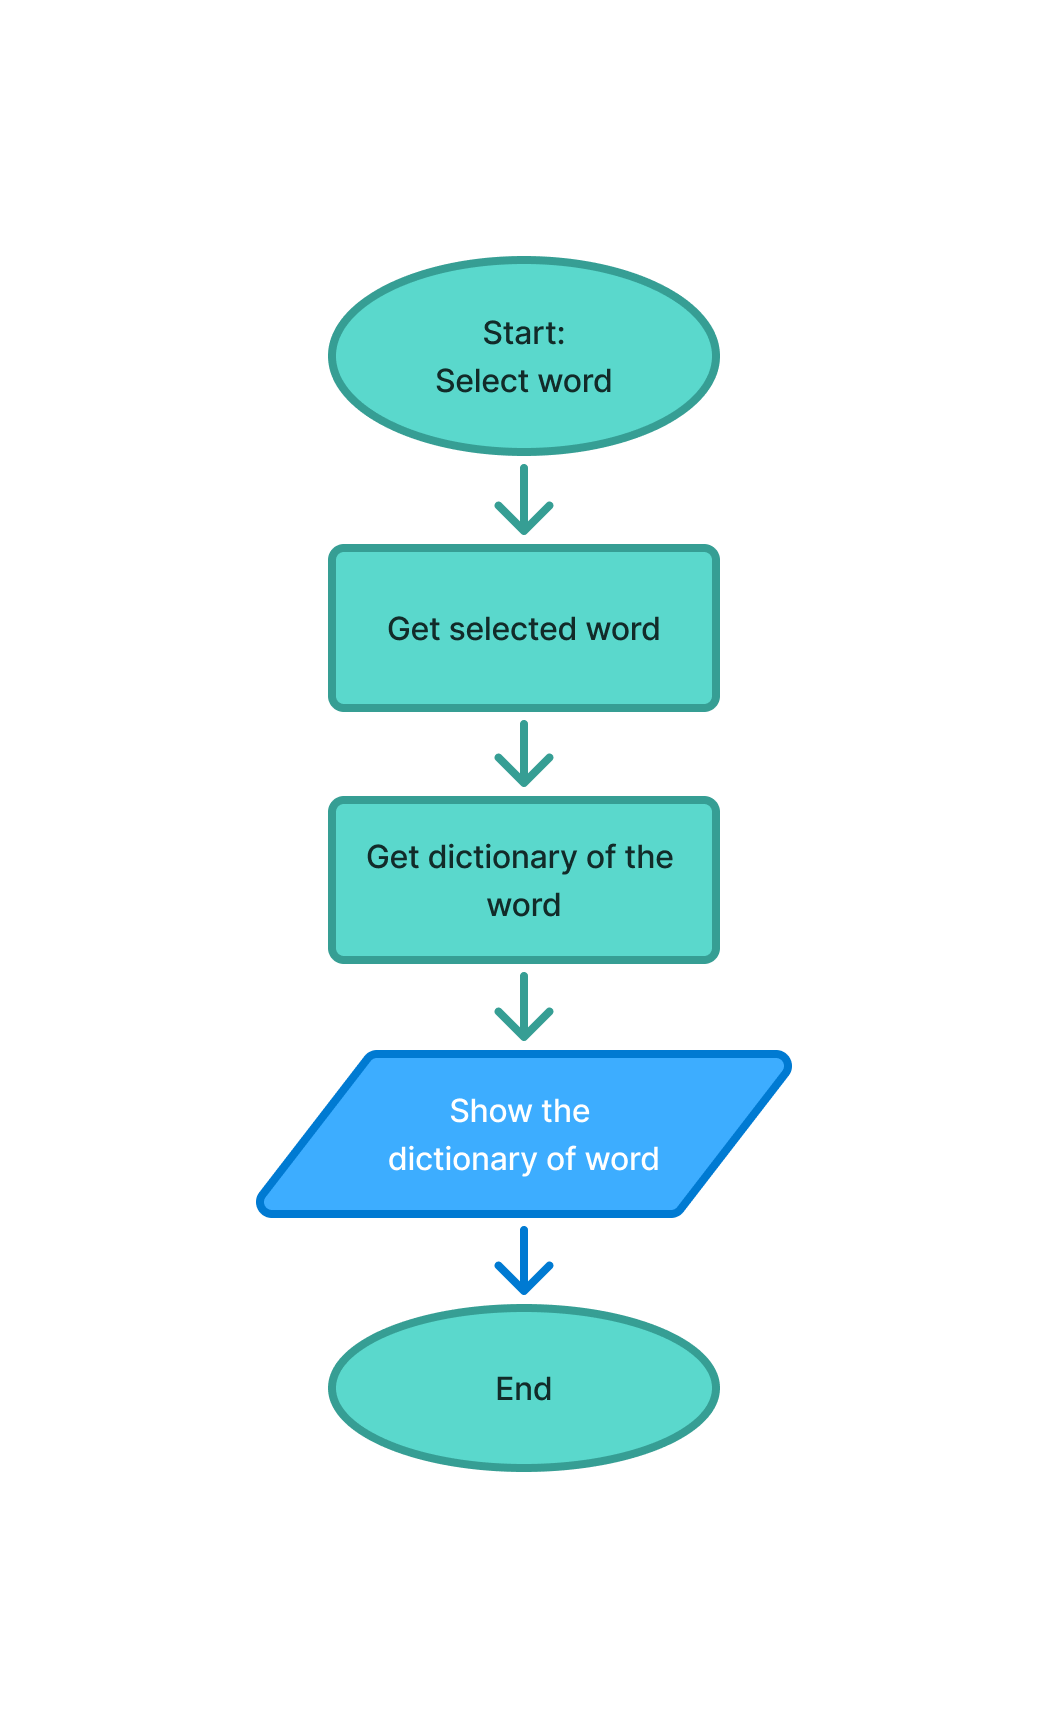 Start:
Select word
Get selected word
Get dictionary of the
word
Show the
dictionary of word
End